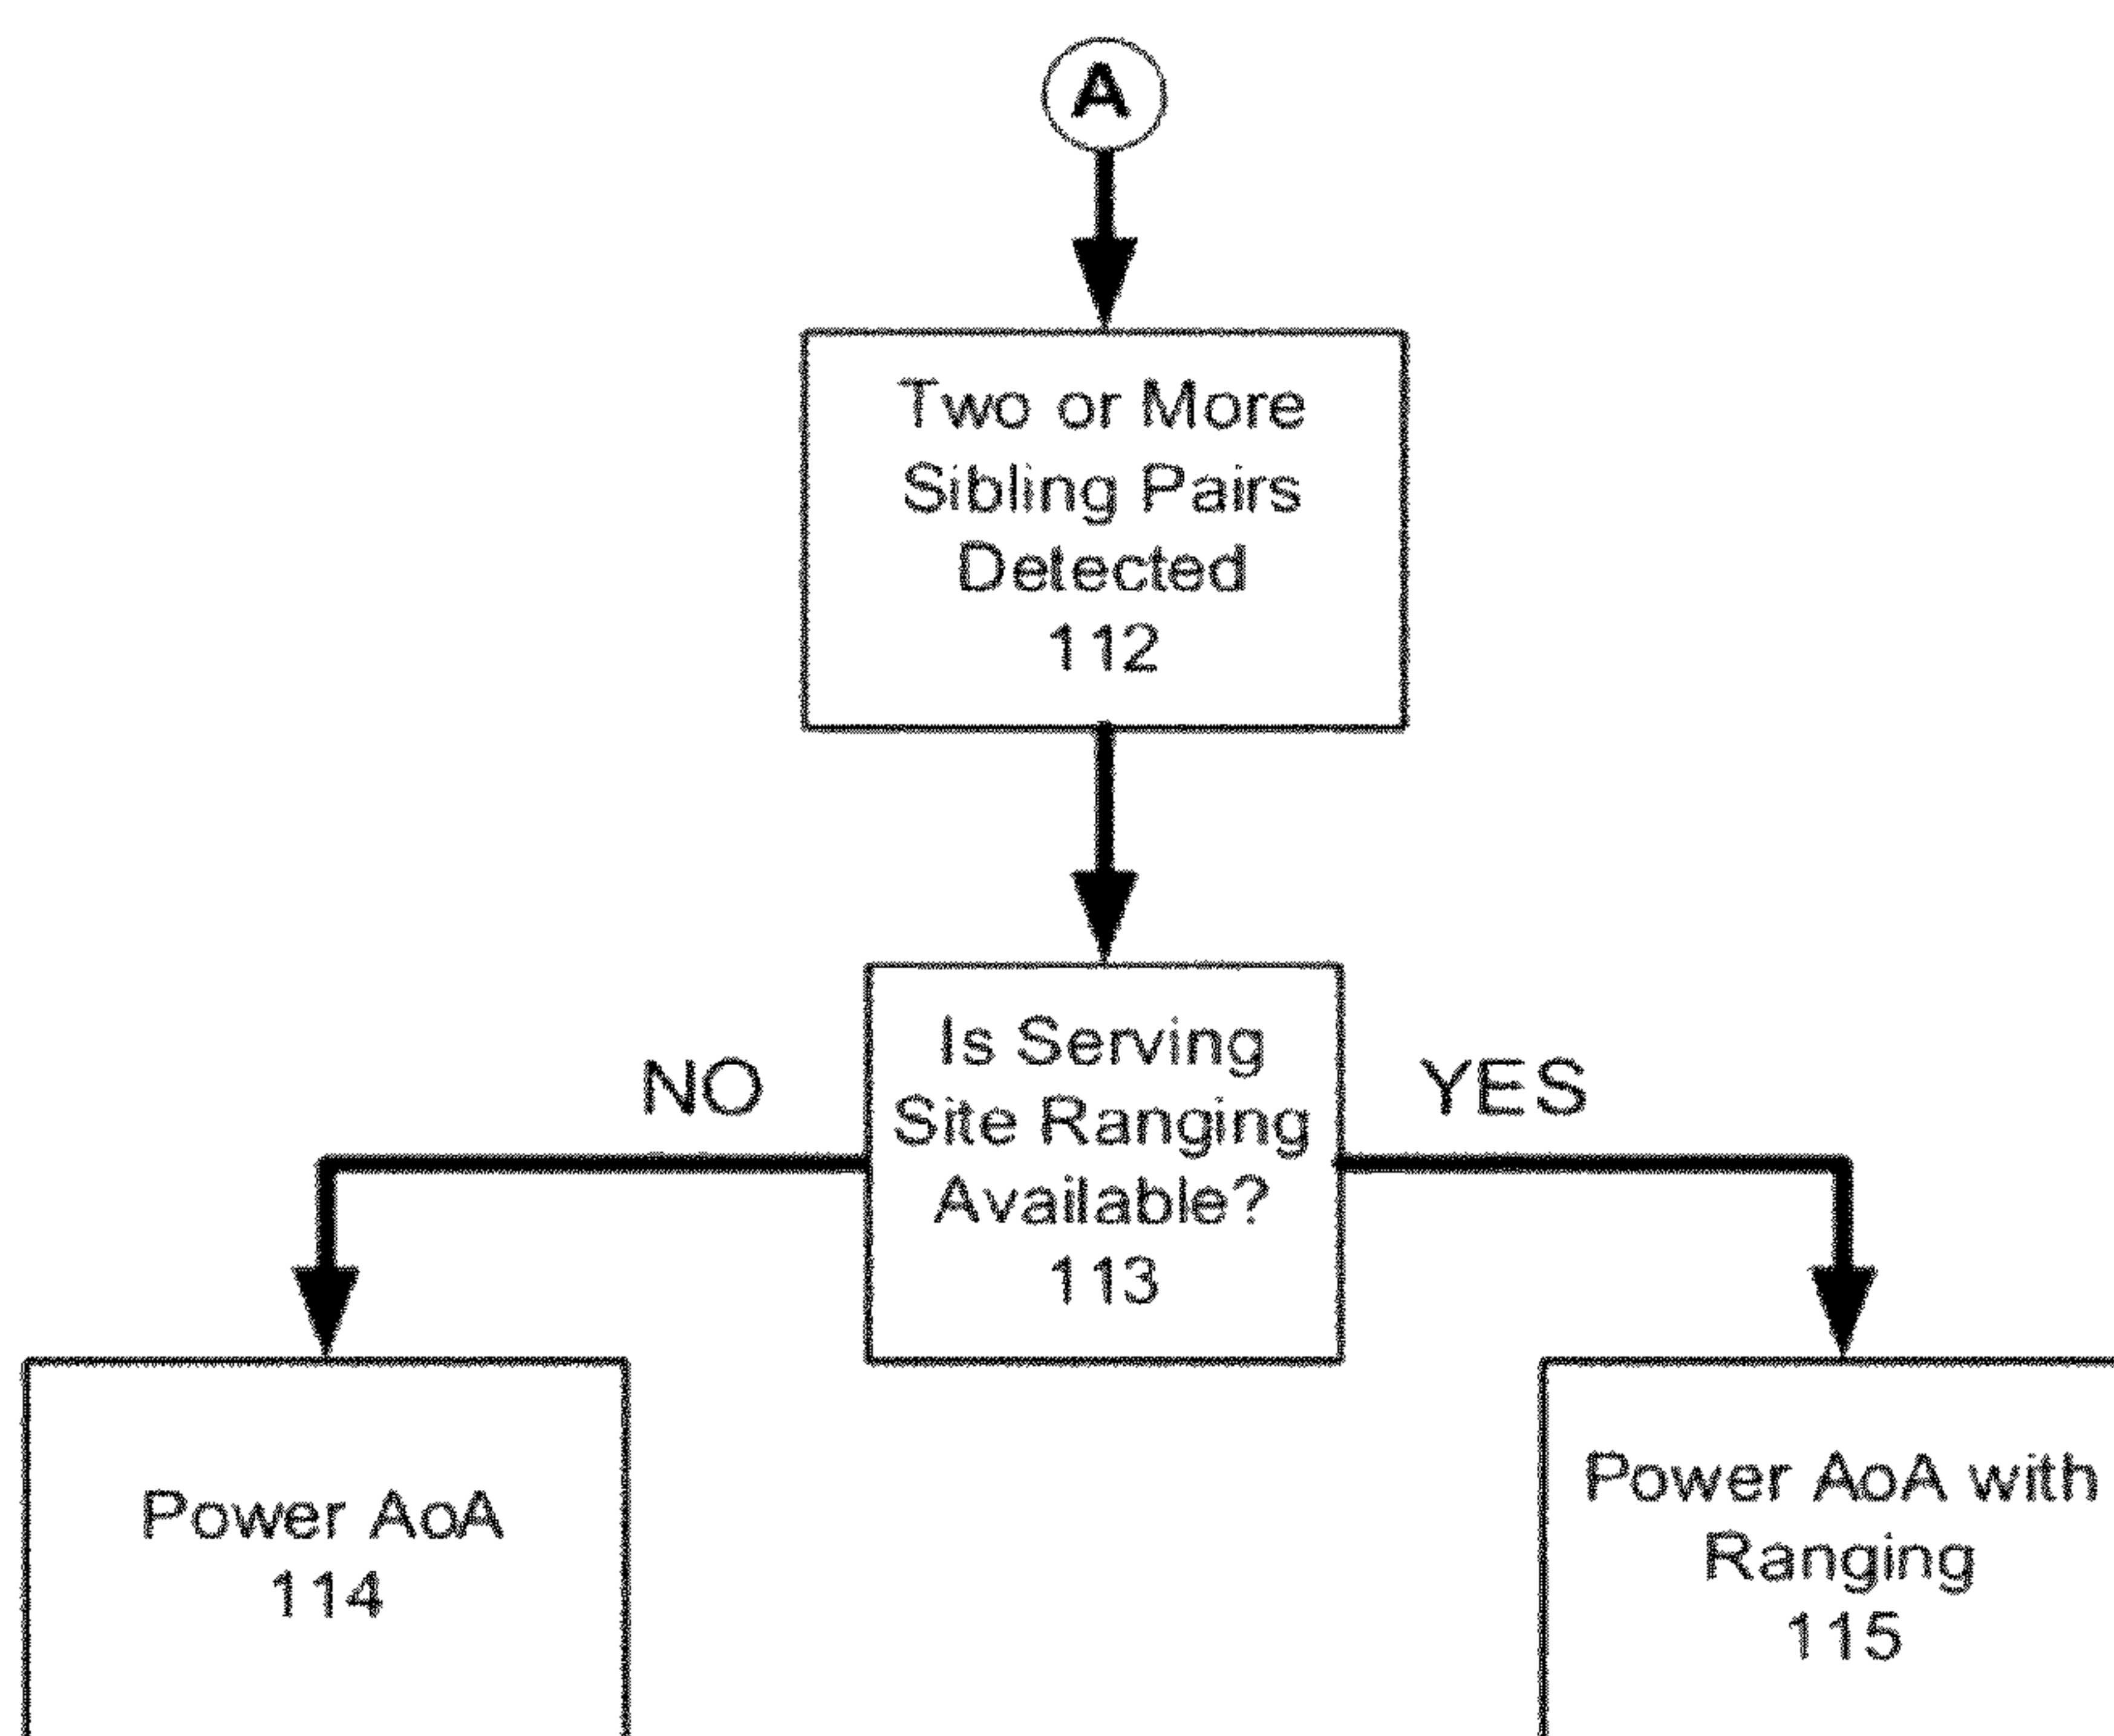 A
Two or More
Sibling Pairs
Detected
112
Is Serving
Site Ranging
Available?
113
NO
YES
Power AoA
114
Power AoA with
Ranging
115